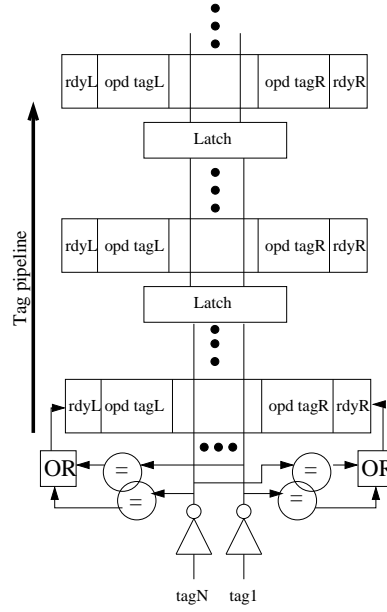 rdyL opd tagL opd tagR rdyR
Latch
Tag pipeline
rdyL opd tagL opd tagR rdyR
Latch
rdyL opd tagL opd tagR rdyR
OR = = OR
= =
tagN tag1